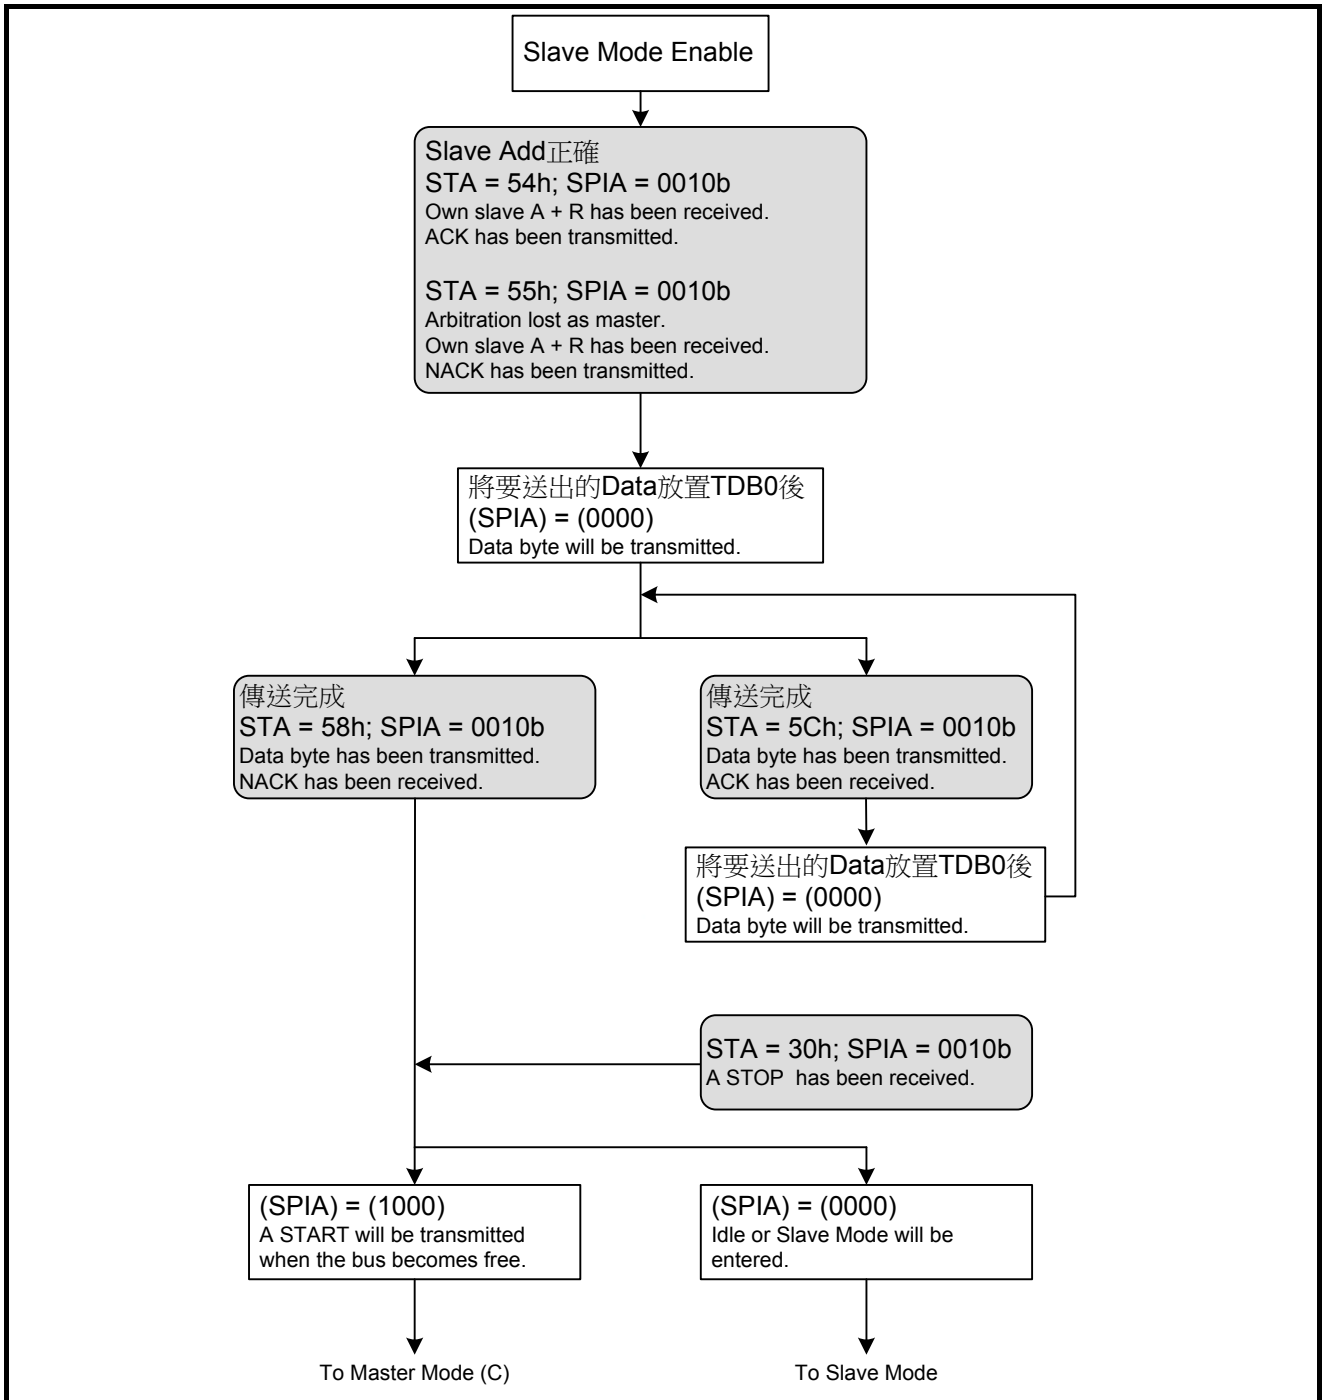 Slave Mode Enable
Slave Add正確
STA = 54h; SPIA = 0010b
Own slave A + R has been received.
ACK has been transmitted.
STA = 55h; SPIA = 0010b
Arbitration lost as master.
Own slave A + R has been received.
NACK has been transmitted.
將要送出的Data放置TDB0後
(SPIA) = (0000)
Data byte will be transmitted.
傳送完成
STA = 58h; SPIA = 0010b
Data byte has been transmitted.
NACK has been received.
傳送完成
STA = 5Ch; SPIA = 0010b
Data byte has been transmitted.
ACK has been received.
將要送出的Data放置TDB0後
(SPIA) = (0000)
Data byte will be transmitted.
STA = 30h; SPIA = 0010b
A STOP has been received.
(SPIA) = (1000)
A START will be transmitted
when the bus becomes free.
(SPIA) = (0000)
Idle or Slave Mode will be
entered.
To Master Mode (C)
To Slave Mode